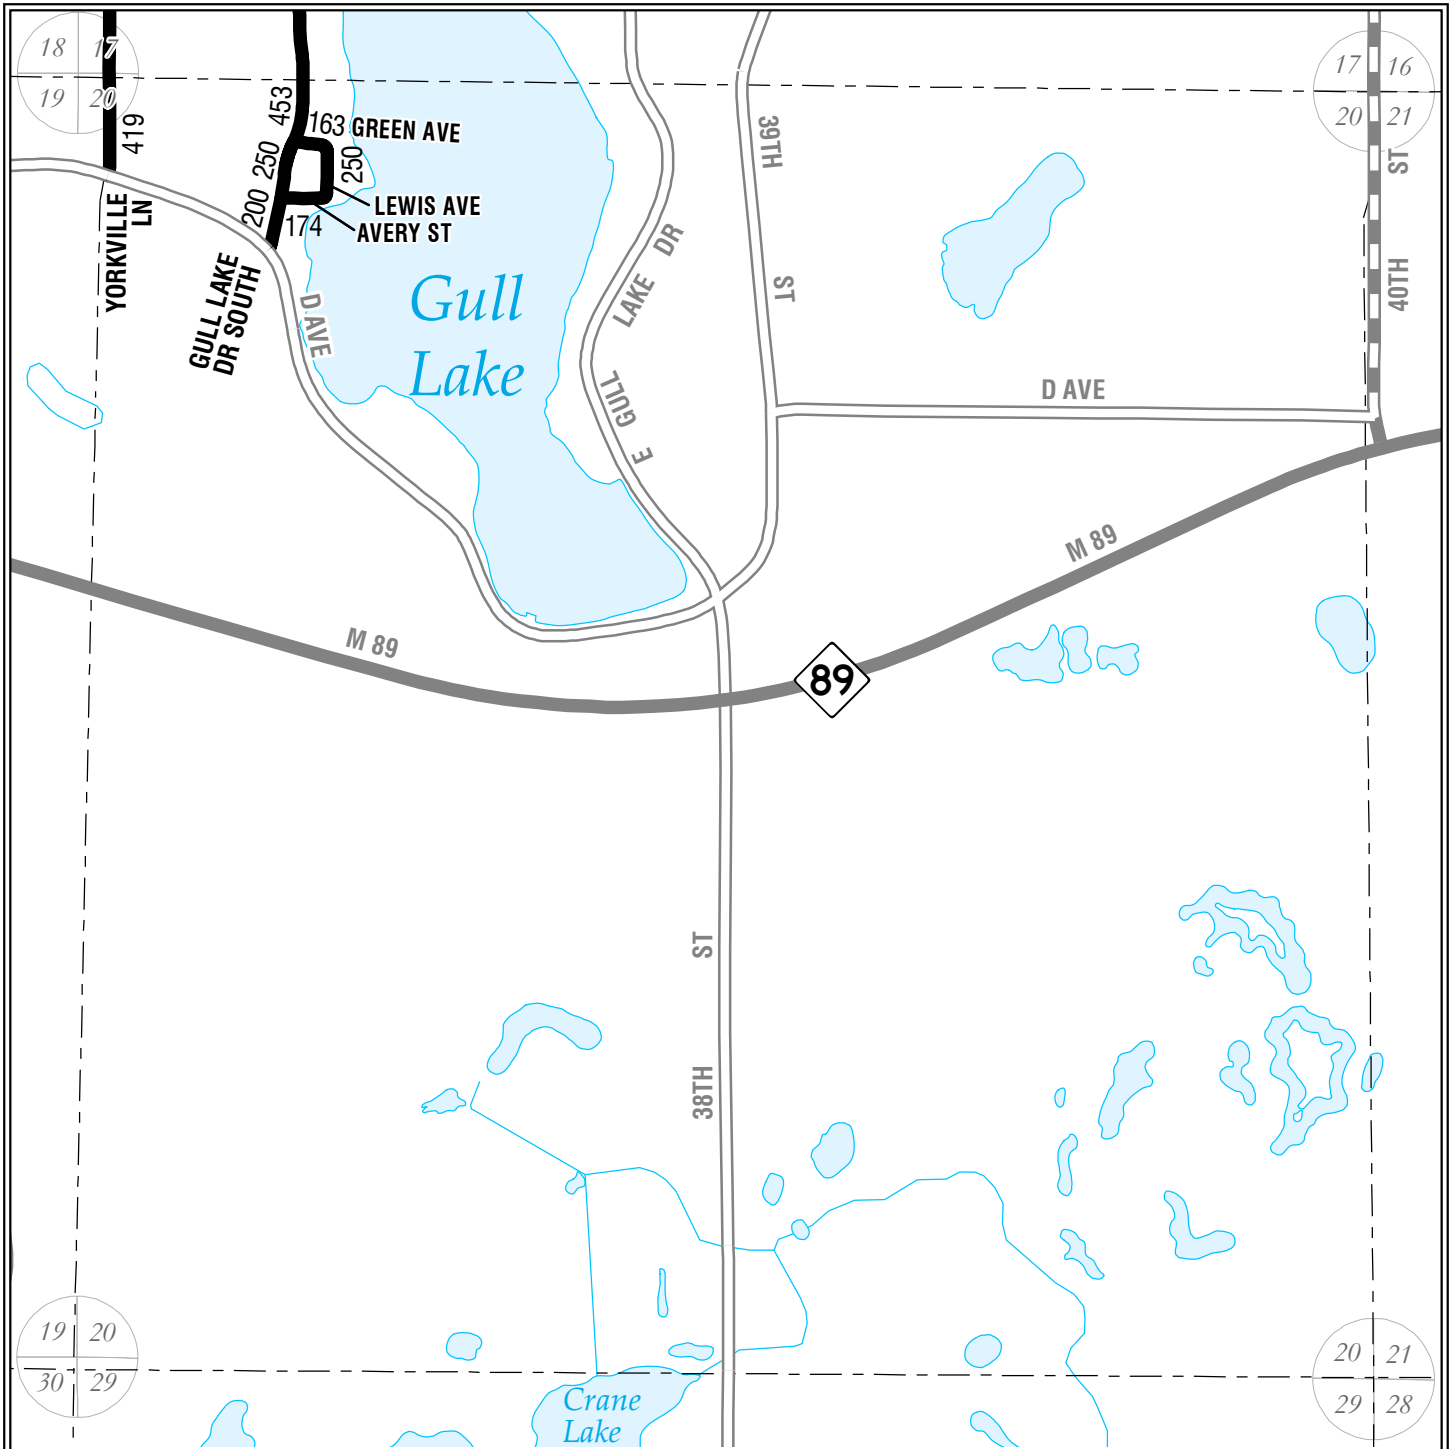 18 17
19 20
17 16
20 21
453
163 GREEN AVE
419
250
250
39TH
ST
LEWIS AVE
AVERY ST
200
174
YORKVILLE
LN
GULL LAKE
DR SOUTH
D AVE
Gull
Lake
LAKE DR
E GULL
ST
40TH
D AVE
M 89
M 89
89
ST
38TH
19 20
30 29
20 21
29 28
Crane
Lake